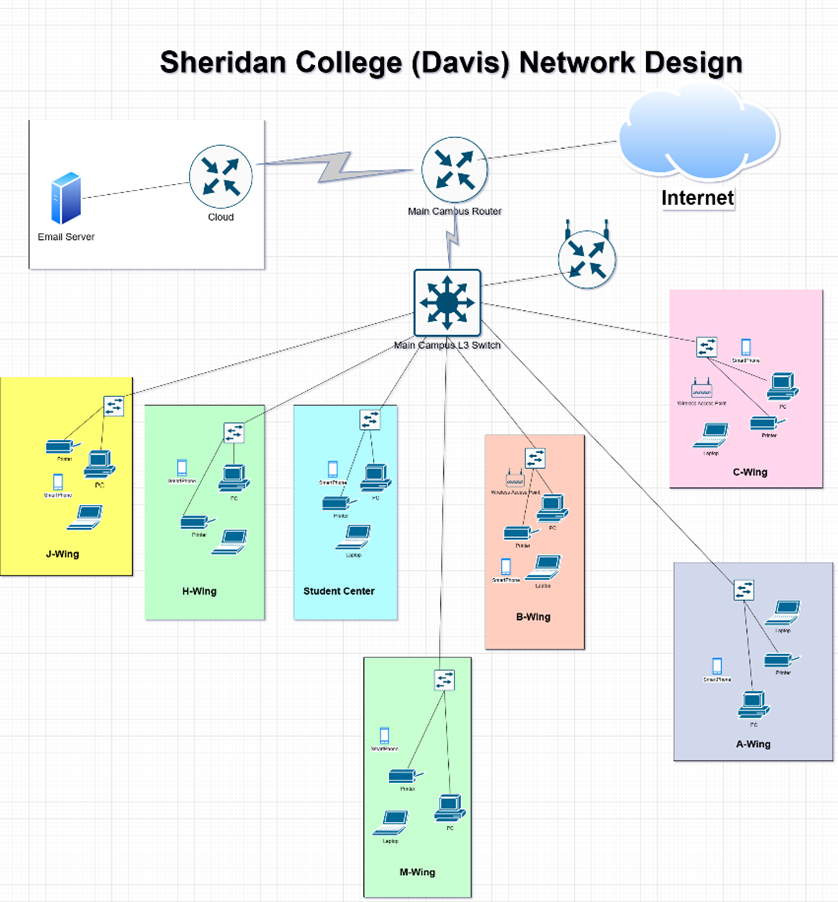 Sheridan College (Davis) Network Design
Internet
Cloud
Main Campus Router
Email Server
Main Campus L3 Switch
SmartPhone
Wireless Access Point
PC
Printer
Laptop
C-Wing
Printer
SmartPhone
PC
J-Wing
SmartPhone
PC
Printer
H-Wing
SmartPhone
PC
Printer
Laptop
Student Center
Wireless Access Point
PC
Printer
SmartPhone
Laptop
B-Wing
Laptop
Printer
SmartPhone
PC
A-Wing
SmartPhone
Printer
PC
Laptop
M-Wing